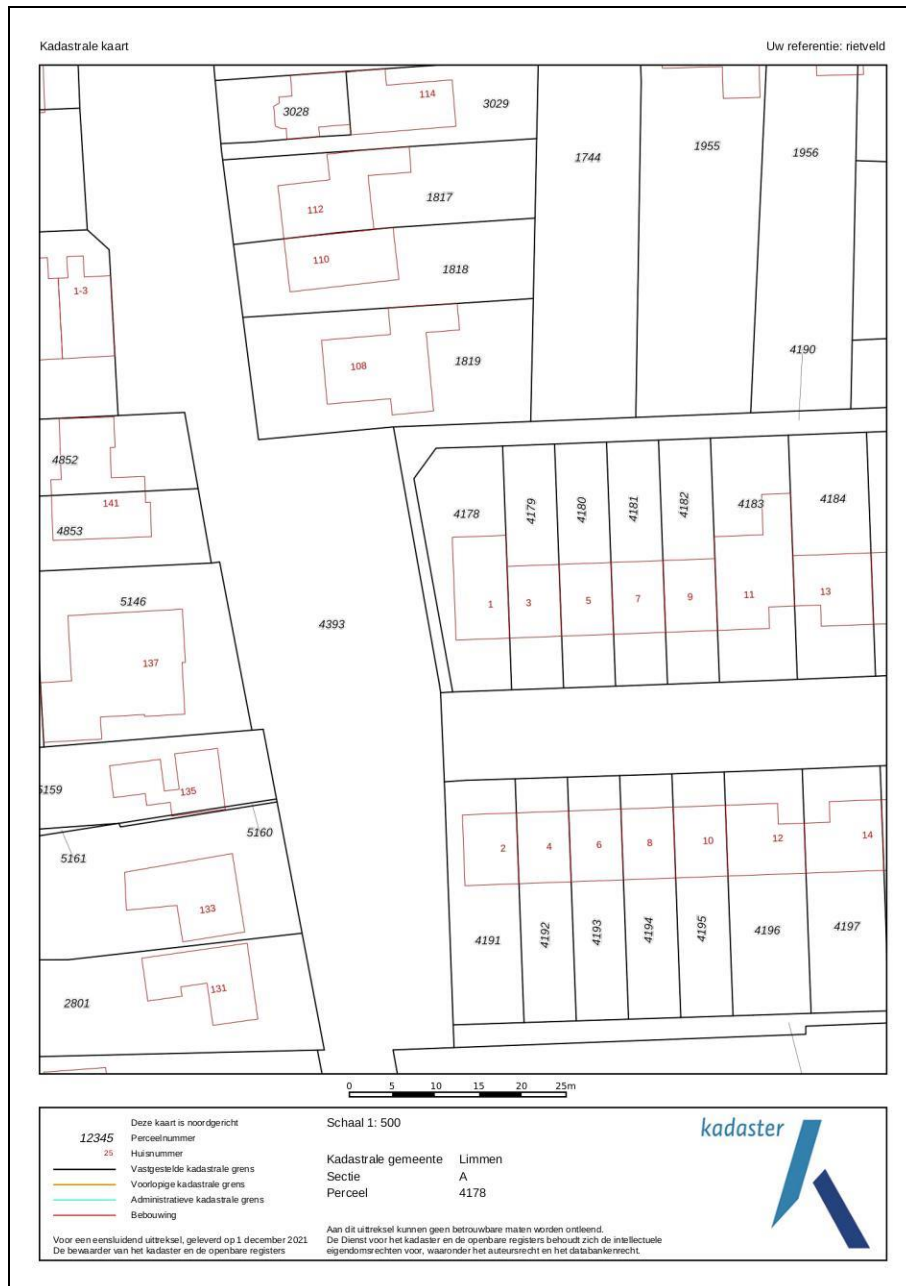 Kadastrale kaart
Uw referentie: rietveld
114
3028
3029
1744
1955
1956
112
1817
110
1818
1-3
108
1819
4190
4852
141
4853
4178
4179
4180
4181
4182
4183
4184
5146
4393
1
3
5
7
9
11
13
137
5159
135
5160
5161
2
4
6
8
10
12
14
133
4191
4192
4193
4194
4195
4196
4197
131
2801
0 5 10 15 20 25m
Deze kaart is noordgericht
12345 Perceelnummer
25 Huisnummer
Vastgestelde kadastrale grens
Voorlopige kadastrale grens
Administratieve kadastrale grens
Bebouwing
Voor een eensluidend uittreksel, geleverd op 1 december 2021
De bewaarder van het kadaster en de openbare registers
Schaal 1: 500
Kadastrale gemeente Limmen
Sectie A
Perceel 4178
Aan dit uittreksel kunnen geen betrouwbare maten worden ontleend.
De Dienst voor het kadaster en de openbare registers behoudt zich de intellectuele
eigendomsrechten voor, waaronder het auteursrecht en het databankenrecht.
kadaster